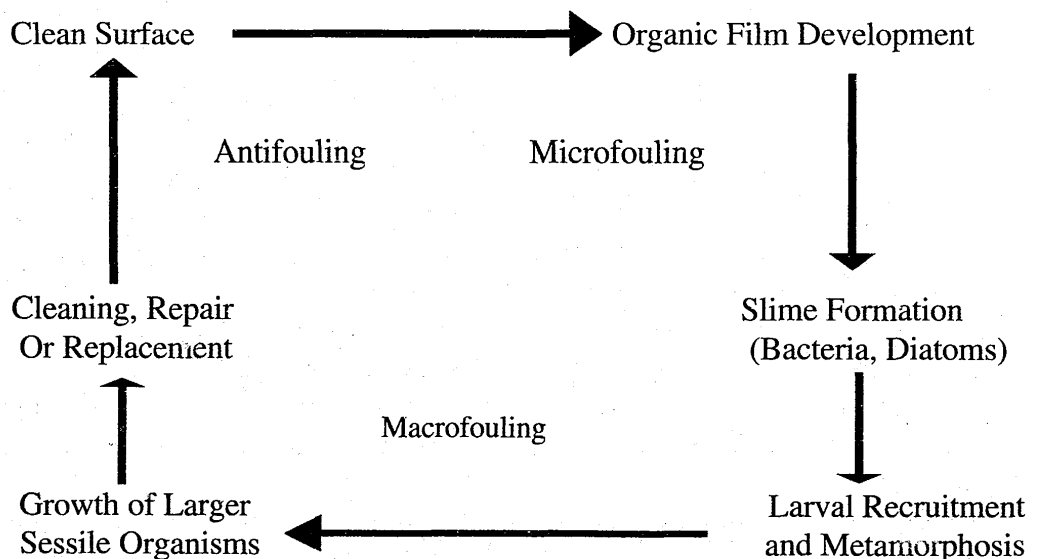 Clean Surface
Organic Film Development
Antifouling
Microfouling
Cleaning, Repair
Or Replacement
Slime Formation
(Bacteria, Diatoms)
Macrofouling
Growth of Larger
Sessile Organisms
Larval Recruitment
and Metamorphosis